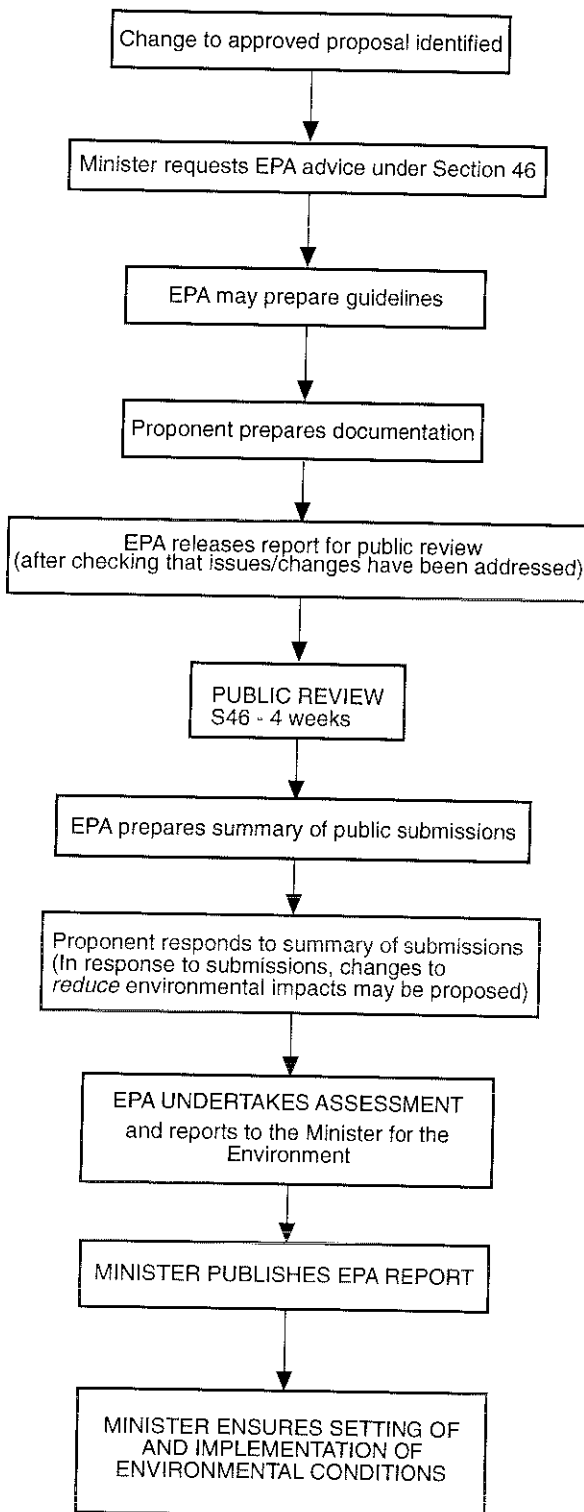 Change to approved proposal identified
Minister requests EPA advice under Section 46
EPA may prepare guidelines
Proponent prepares documentation
EPA releases report for public review
(after checking that issues/changes have been addressed)
PUBLIC REVIEW
S46 - 4 weeks
EPA prepares summary of public submissions
Proponent responds to summary of submissions
(In response to submissions, changes to
reduce environmental impacts may be proposed)
EPA UNDERTAKES ASSESSMENT
and reports to the Minister for the
Environment
MINISTER PUBLISHES EPA REPORT
MINISTER ENSURES SETTING OF
AND IMPLEMENTATION OF
ENVIRONMENTAL CONDITIONS